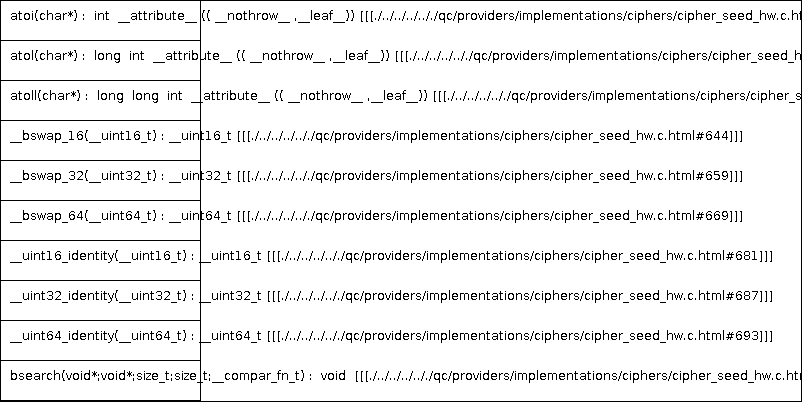 atoi(char*) : int __attribute__ (( __nothrow__ ,__leaf__)) [[[./../../../../qc/providers/implementations/ciphers/cipher_seed_hw.c.ht
atol(char*) : long int __attribute__ (( __nothrow__ ,__leaf__)) [[[./../../../../qc/providers/implementations/ciphers/cipher_seed_h
atoll(char*) : long long int __attribute__ (( __nothrow__ ,__leaf__)) [[[./../../../../qc/providers/implementations/ciphers/cipher_s
__bswap_16(__uint16_t) : __uint16_t [[[./../../../../qc/providers/implementations/ciphers/cipher_seed_hw.c.html#644]]]
__bswap_32(__uint32_t) : __uint32_t [[[./../../../../qc/providers/implementations/ciphers/cipher_seed_hw.c.html#659]]]
__bswap_64(__uint64_t) : __uint64_t [[[./../../../../qc/providers/implementations/ciphers/cipher_seed_hw.c.html#669]]]
__uint16_identity(__uint16_t) : __uint16_t [[[./../../../../qc/providers/implementations/ciphers/cipher_seed_hw.c.html#681]]]
__uint32_identity(__uint32_t) : __uint32_t [[[./../../../../qc/providers/implementations/ciphers/cipher_seed_hw.c.html#687]]]
__uint64_identity(__uint64_t) : __uint64_t [[[./../../../../qc/providers/implementations/ciphers/cipher_seed_hw.c.html#693]]]
bsearch(void*;void*;size_t;size_t;__compar_fn_t) : void [[[./../../../../qc/providers/implementations/ciphers/cipher_seed_hw.c.htm